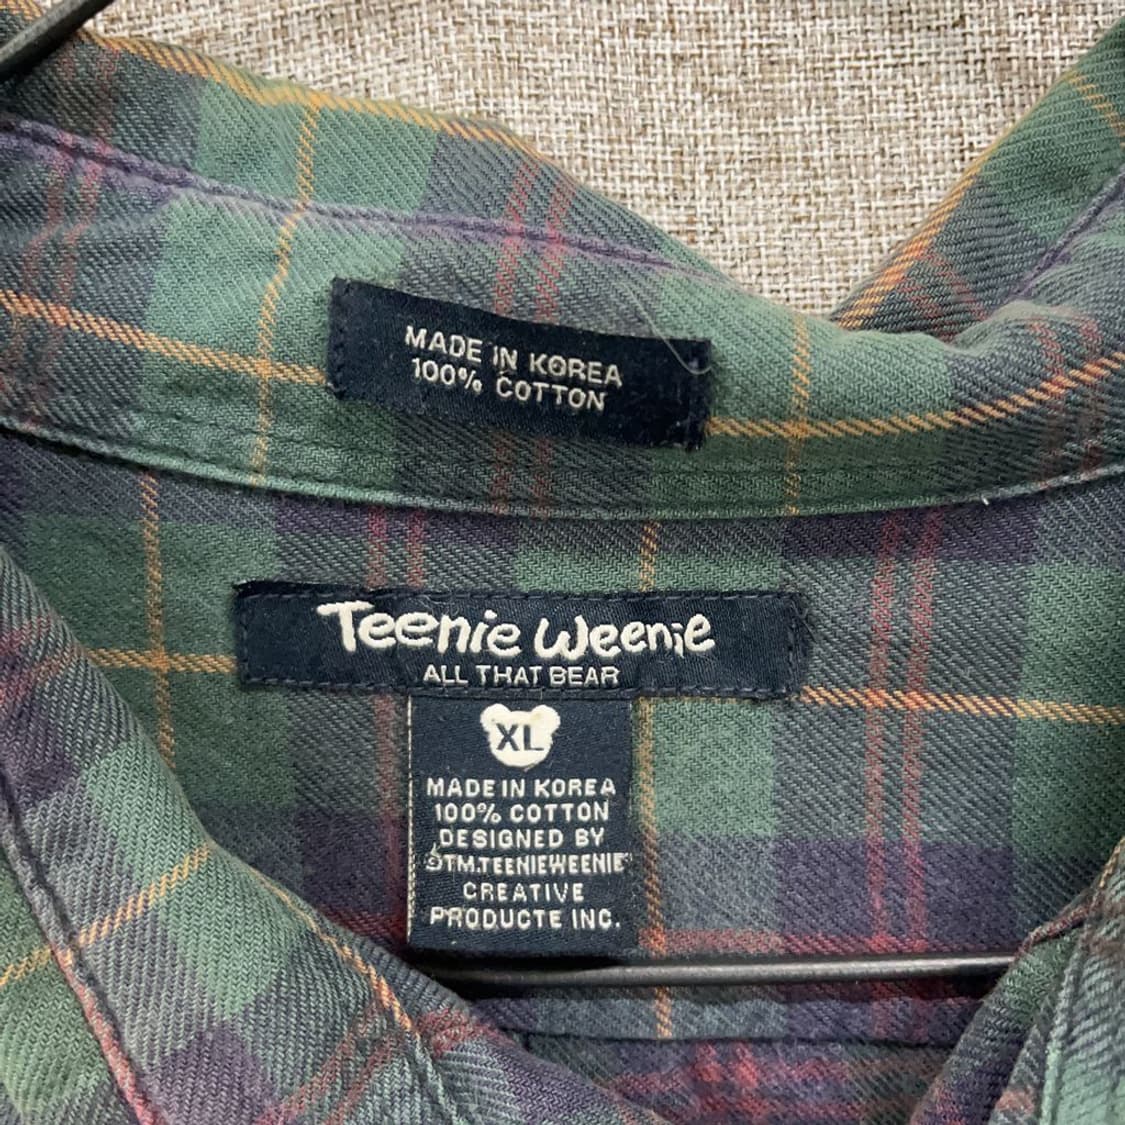 MADE IN KOREA
100% COTTON
Teenie Weenie
ALL THAT BEAR
XL
MADE IN KOREA
100% COTTON
DESIGNED BY
©TM.TEENIEWEENIE
CREATIVE
PRODUCTE INC.